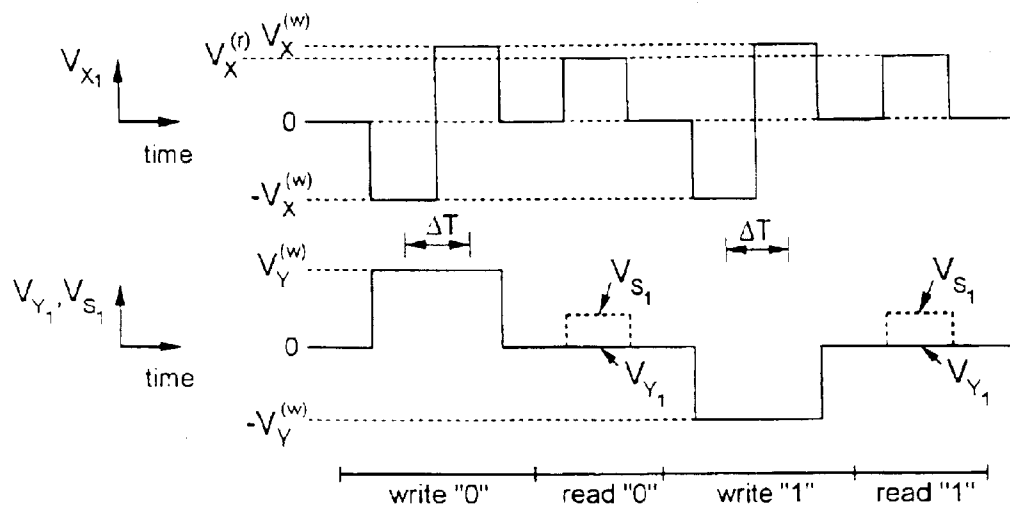 V_X^(w)
V_X^(r)
V_X₁
0
time
-V_X^(w)
ΔT ΔT
V_Y^(w)
V_S₁ V_S₁
V_Y₁, V_S₁
0
V_Y₁ V_Y₁
time
-V_Y^(w)
write "0" read "0" write "1" read "1"